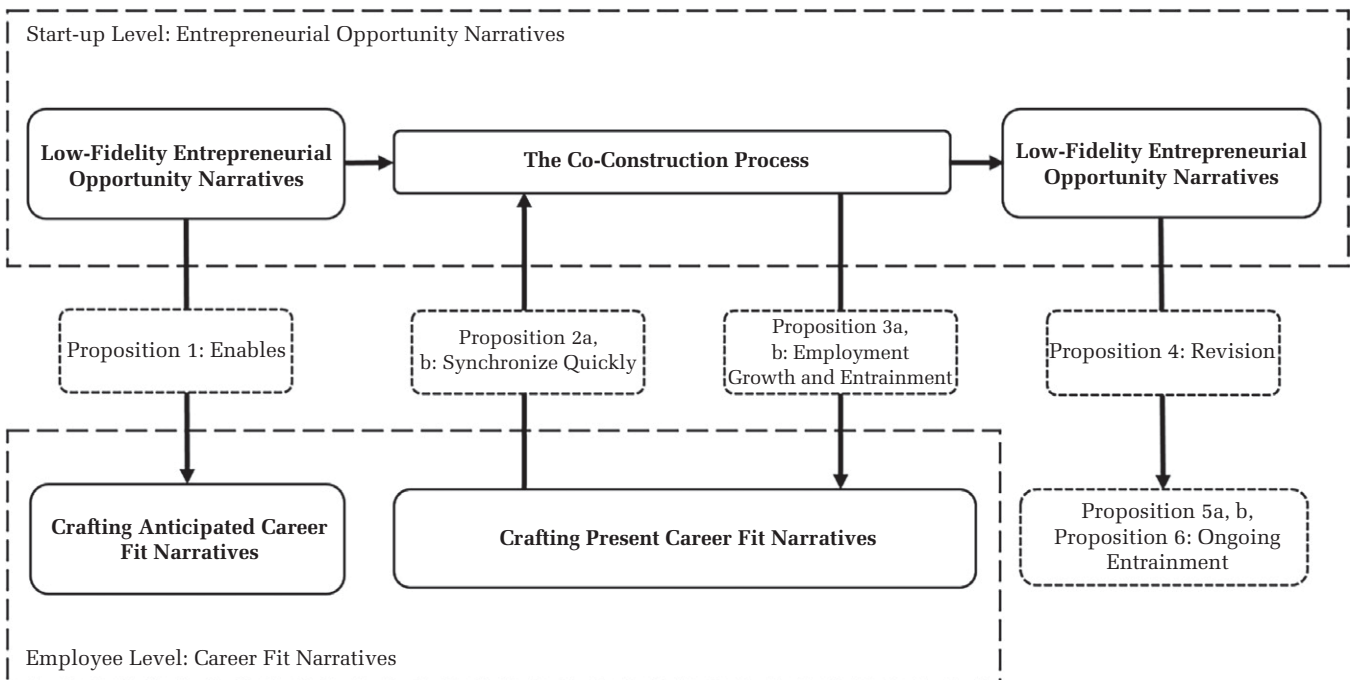 Start-up Level: Entrepreneurial Opportunity Narratives
Low-Fidelity Entrepreneurial
Opportunity Narratives
The Co-Construction Process
Low-Fidelity Entrepreneurial
Opportunity Narratives
Proposition 1: Enables
Proposition 2a,
b: Synchronize Quickly
Proposition 3a,
b: Employment
Growth and Entrainment
Proposition 4: Revision
Crafting Anticipated Career
Fit Narratives
Crafting Present Career Fit Narratives
Proposition 5a, b,
Proposition 6: Ongoing
Entrainment
Employee Level: Career Fit Narratives